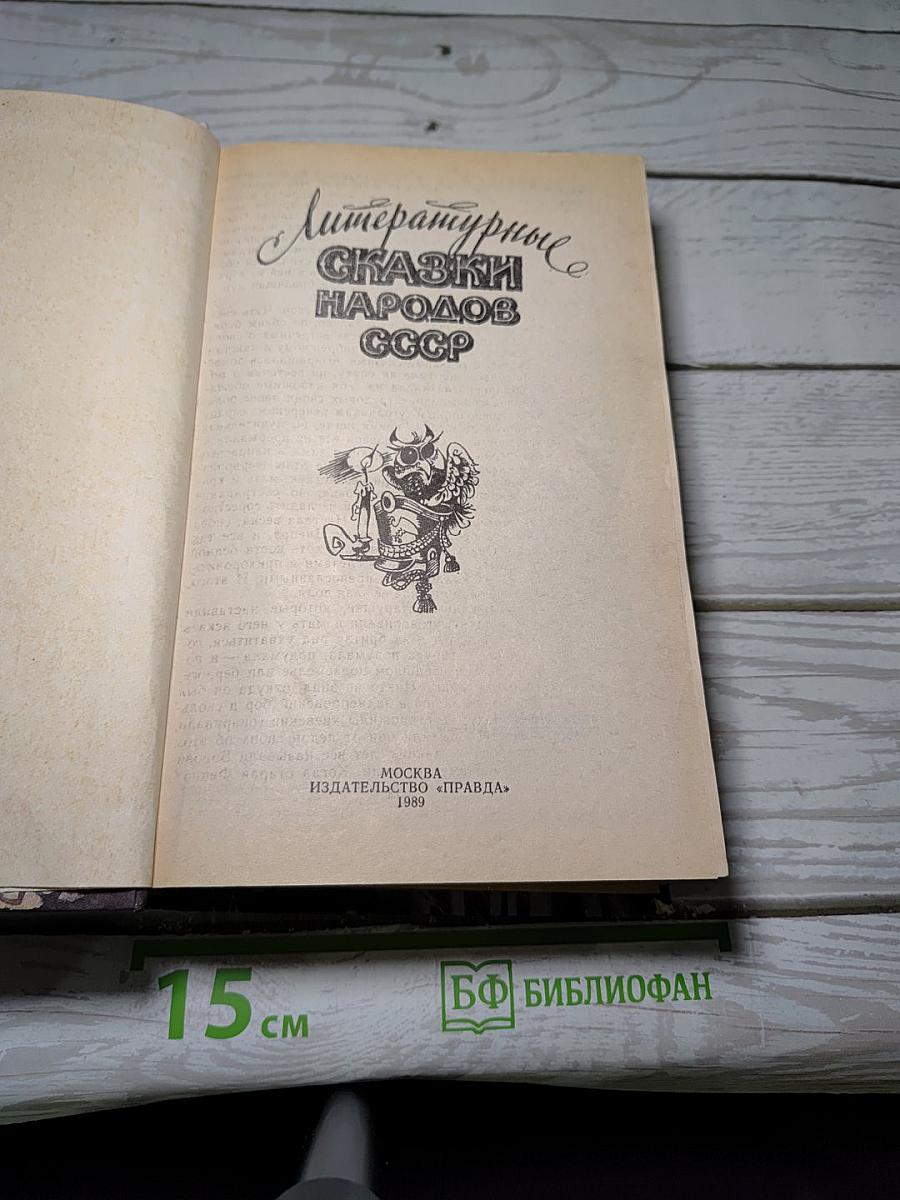 Литературные
СКАЗКИ
НАРОДОВ
СССР
МОСКВА
ИЗДАТЕЛЬСТВО «ПРАВДА»
1989
15 см
БФ БИБЛИОФАН